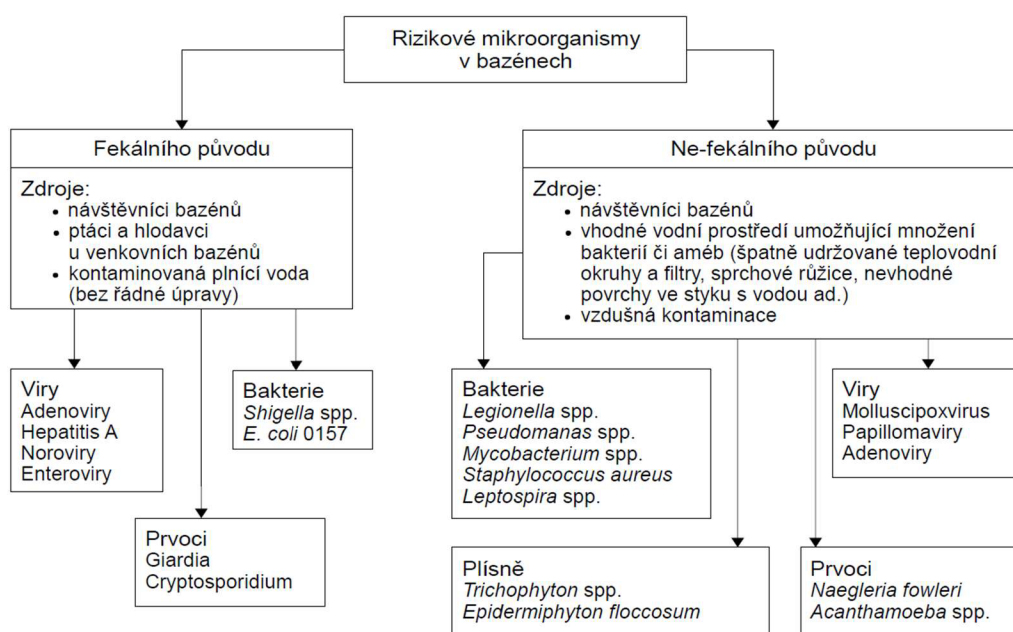 Rizikové mikroorganismy
v bazénech
Fekálního původu
Zdroje:
• návštěvníci bazénů
• ptáci a hlodavci
u venkovních bazénů
• kontaminovaná plnící voda
(bez řádné úpravy)
Viry
Adenoviry
Hepatitis A
Noroviry
Enteroviry
Bakterie
Shigella spp.
E. coli 0157
Prvoci
Giardia
Cryptosporidium
Ne-fekálního původu
Zdroje:
• návštěvníci bazénů
• vhodné vodní prostředí umožňující množení
bakterií či améb (špatně udržované teplovodní
okruhy a filtry, sprchové růžice, nevhodné
povrchy ve styku s vodou ad.)
• vzdušná kontaminace
Bakterie
Legionella spp.
Pseudomanas spp.
Mycobacterium spp.
Staphylococcus aureus
Leptospira spp.
Viry
Molluscipoxvirus
Papillomaviry
Adenoviry
Plísně
Trichophyton spp.
Epidermiphyton floccosum
Prvoci
Naegleria fowleri
Acanthamoeba spp.